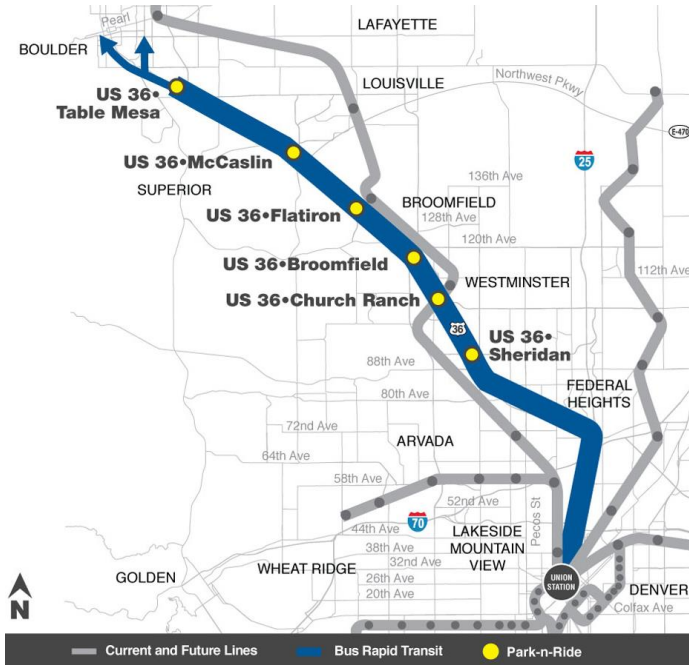 Pearl
LAFAYETTE
BOULDER
LOUISVILLE
Northwest Pkwy
US 36•
Table Mesa
E-470
US 36•McCaslin
25
136th Ave
SUPERIOR
BROOMFIELD
US 36•Flatiron
128th Ave
120th Ave
US 36•Broomfield
112th Ave
WESTMINSTER
US 36•Church Ranch
36
US 36•
Sheridan
88th Ave
FEDERAL
HEIGHTS
80th Ave
72nd Ave
ARVADA
64th Ave
58th Ave
52nd Ave
Pecos St
70
44th Ave
LAKESIDE
MOUNTAIN
VIEW
38th Ave
32nd Ave
WHEAT RIDGE
GOLDEN
26th Ave
20th Ave
UNION
STATION
DENVER
Colfax Ave
N
Current and Future Lines
Bus Rapid Transit
Park-n-Ride